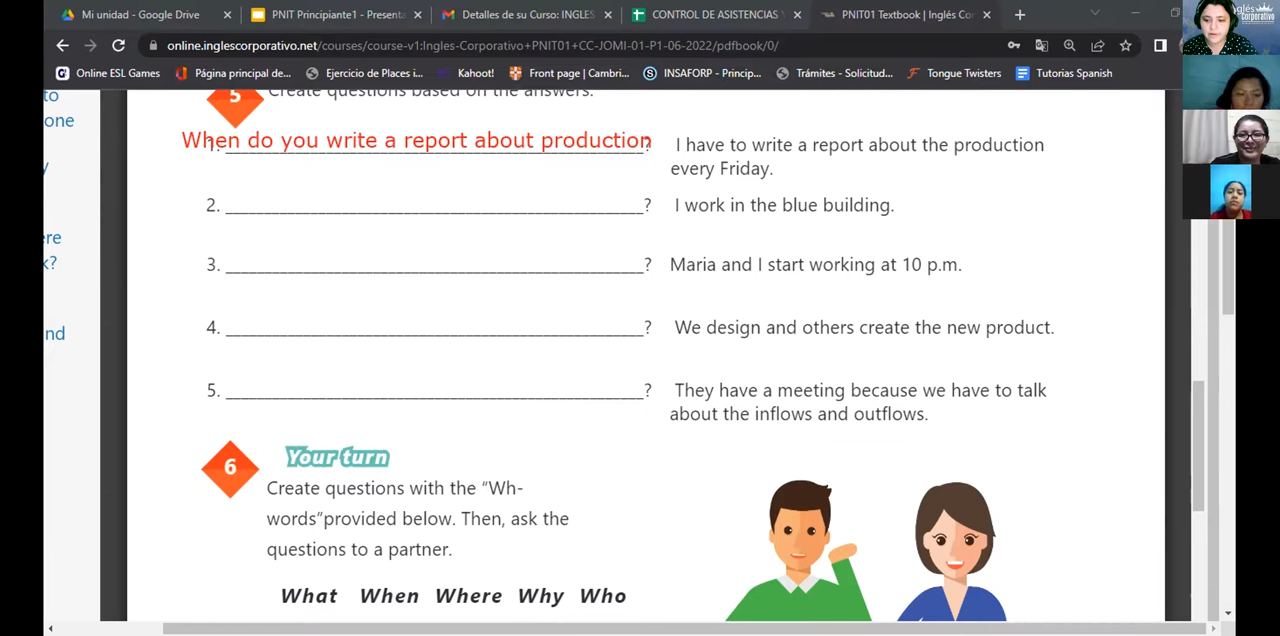 Mi unidad - Google Drive
PNIT Principiante1 - Presenta
Detalles de su Curso: INGLES
CONTROL DE ASISTENCIAS
PNIT01 Textbook | Inglés Co
online.inglescorporativo.net/courses/course-v1:Ingles-Corporativo+PNIT01+CC-JOMI-01-P1-06-2022/pdfbook/0/
Online ESL Games
Página principal de...
Ejercicio de Places i...
Kahoot!
Front page | Cambri...
INSAFORP - Princip...
Trámites - Solicitud...
Tongue Twisters
Tutorias Spanish
to
one
y
ere
k?
nd
5
Create questions based on the answers.
When do you write a report about production
1. ? I have to write a report about the production
every Friday.
2. ? I work in the blue building.
3. ? Maria and I start working at 10 p.m.
4. ? We design and others create the new product.
5. ? They have a meeting because we have to talk
about the inflows and outflows.
6
Your turn
Create questions with the “Wh-
words”provided below. Then, ask the
questions to a partner.
What When Where Why Who